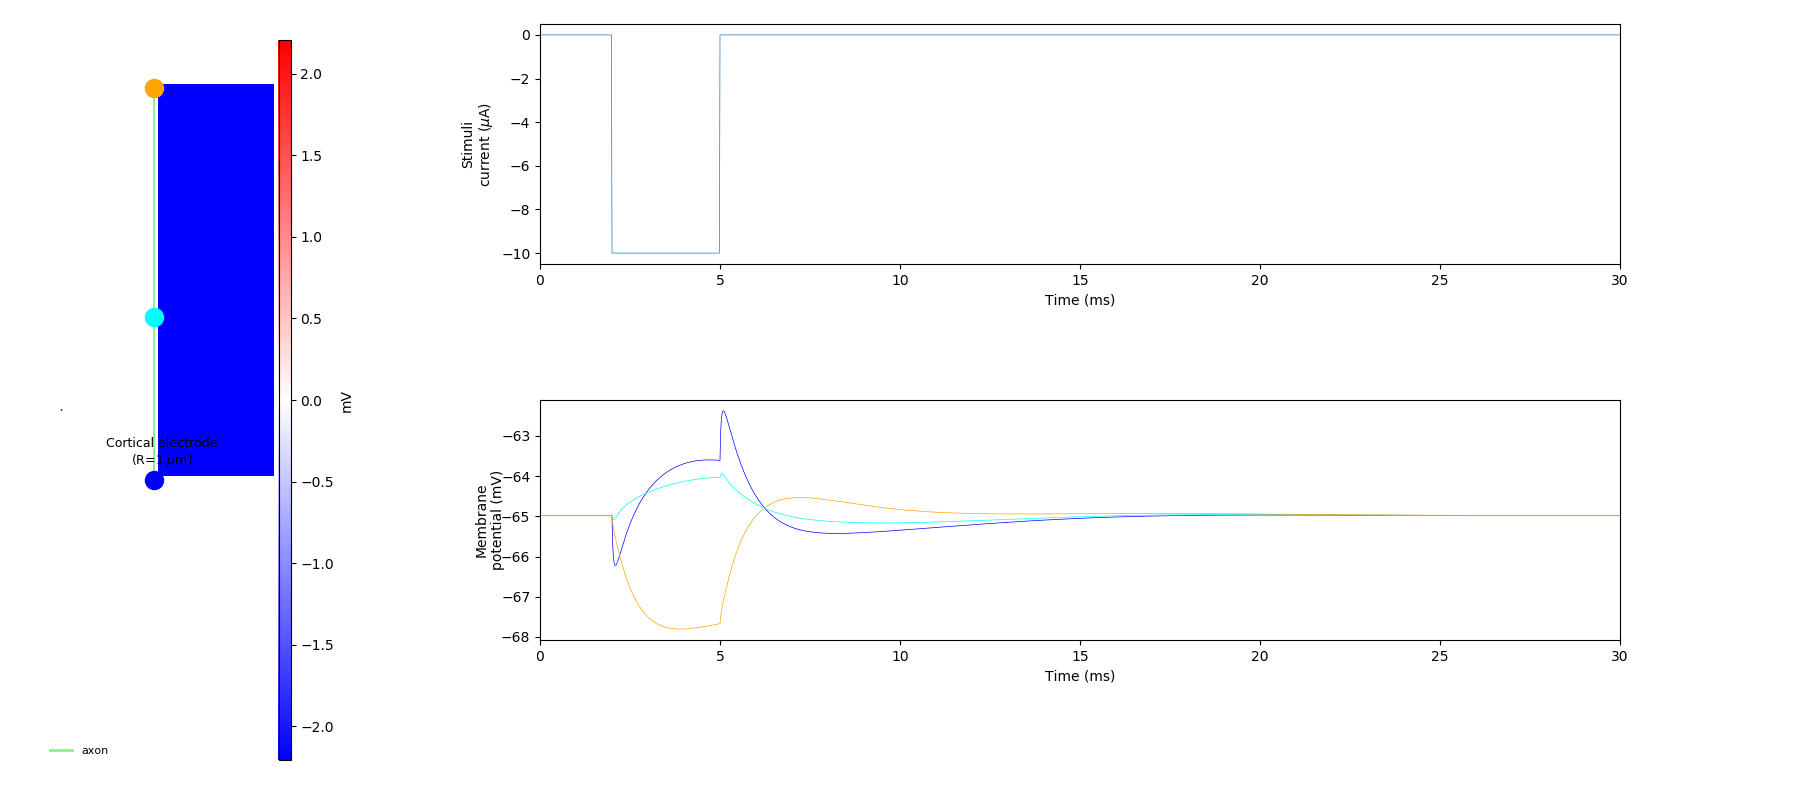 2.0
1.5
1.0
0.5
0.0
−0.5
−1.0
−1.5
−2.0
mV
Cortical electrode
(R=1 μm)
axon
0
−2
−4
−6
−8
−10
Stimuli
current (μA)
0 5 10 15 20 25 30
Time (ms)
−63
−64
−65
−66
−67
−68
Membrane
potential (mV)
0 5 10 15 20 25 30
Time (ms)